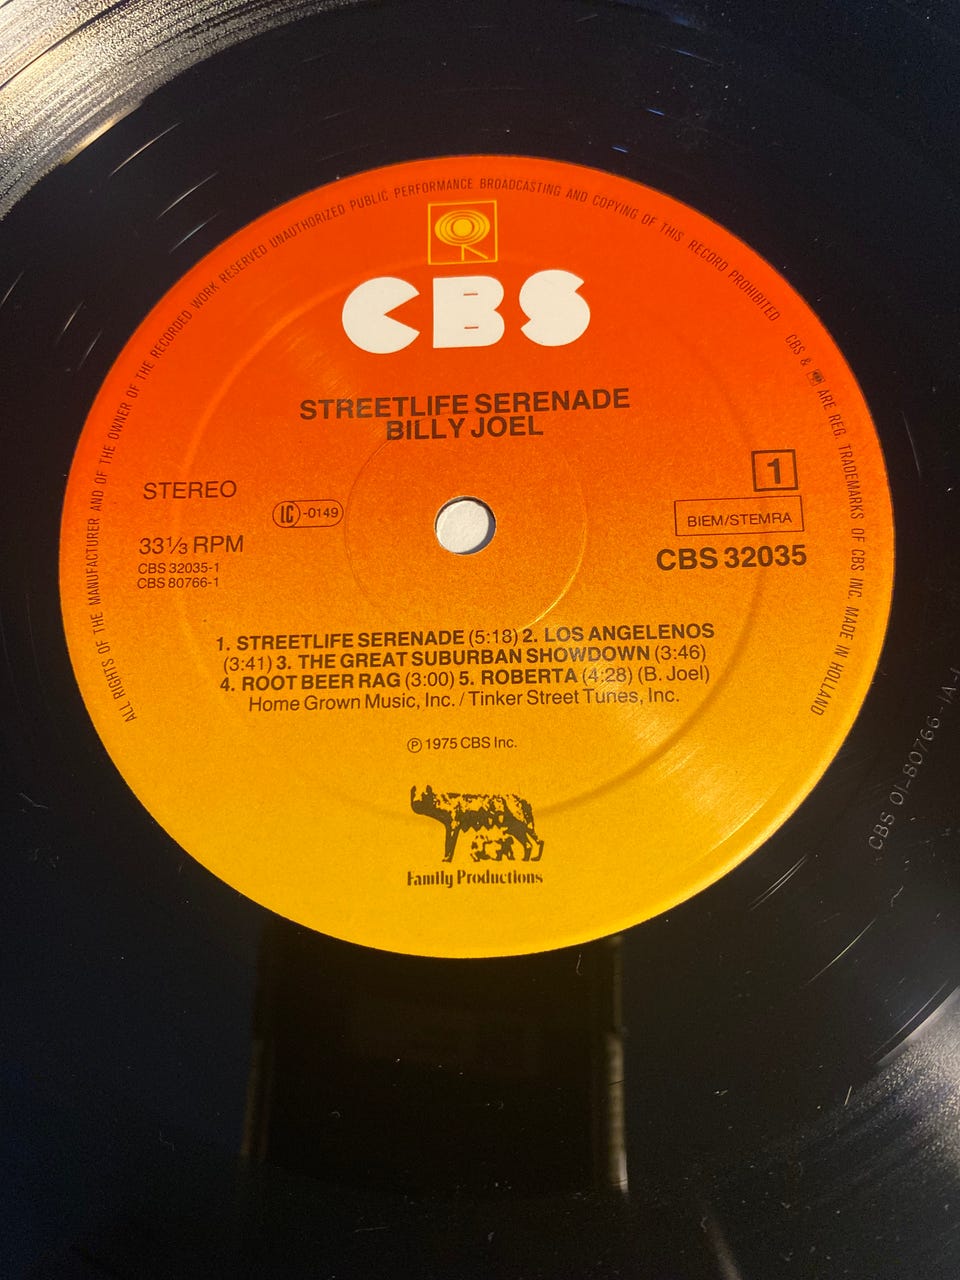 ALL RIGHTS OF THE MANUFACTURER AND OF THE OWNER OF THE RECORDED WORK RESERVED UNAUTHORIZED PUBLIC PERFORMANCE BROADCASTING AND COPYING OF THIS RECORD PROHIBITED CBS & ARE REG. TRADEMARKS OF CBS INC. MADE IN HOLLAND
CBS
STREETLIFE SERENADE
BILLY JOEL
STEREO
LC-0149
1
BIEM/STEMRA
33⅓ RPM
CBS 32035
CBS 32035-1
CBS 80766-1
1. STREETLIFE SERENADE (5:18) 2. LOS ANGELENOS
(3:41) 3. THE GREAT SUBURBAN SHOWDOWN (3:46)
4. ROOT BEER RAG (3:00) 5. ROBERTA (4:28) (B. Joel)
Home Grown Music, Inc. / Tinker Street Tunes, Inc.
Ⓟ 1975 CBS Inc.
Family Productions
CBS 01-80766-1A-1